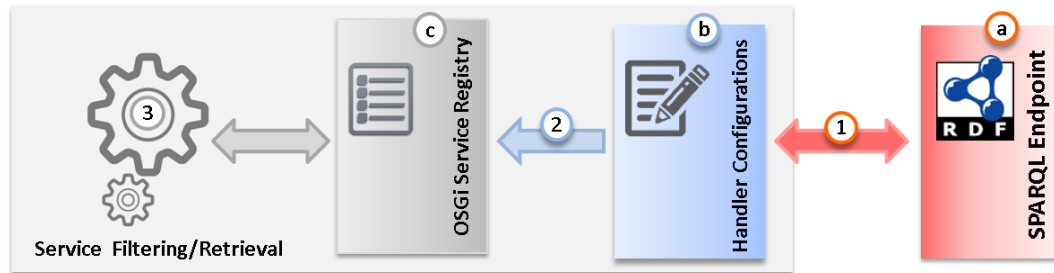 3
Service Filtering/Retrieval
c
OSGi Service Registry
2
b
Handler Configurations
1
a
RDF
SPARQL Endpoint